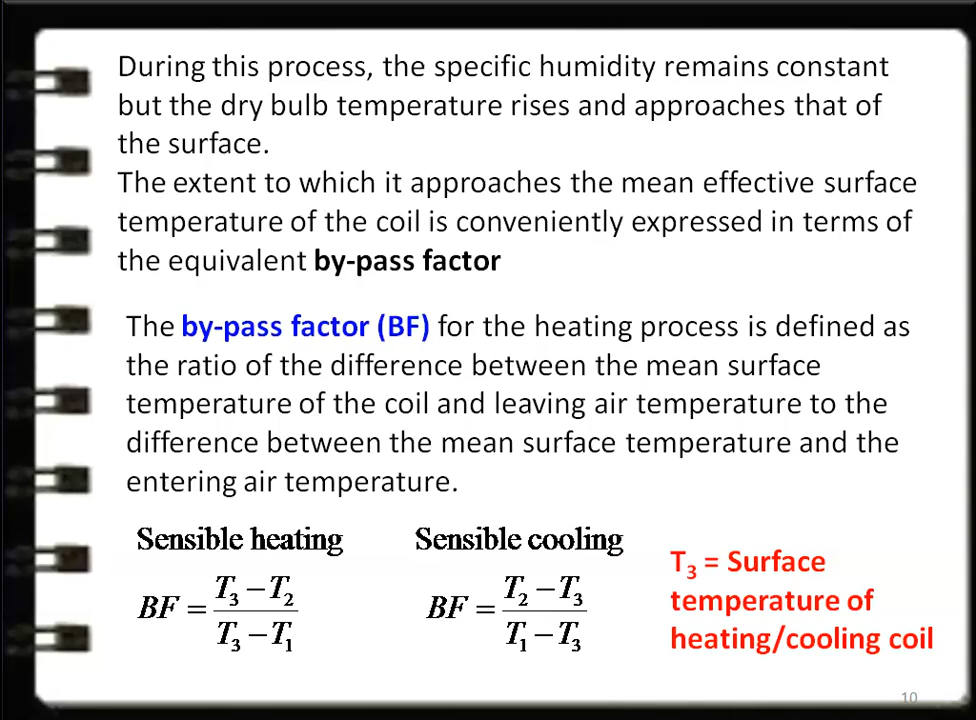 During this process, the specific humidity remains constant
but the dry bulb temperature rises and approaches that of
the surface.
The extent to which it approaches the mean effective surface
temperature of the coil is conveniently expressed in terms of
the equivalent by-pass factor
The by-pass factor (BF) for the heating process is defined as
the ratio of the difference between the mean surface
temperature of the coil and leaving air temperature to the
difference between the mean surface temperature and the
entering air temperature.
Sensible heating
BF = (T₃ – T₂) / (T₃ – T₁)
Sensible cooling
BF = (T₂ – T₃) / (T₁ – T₃)
T₃ = Surface
temperature of
heating/cooling coil
10